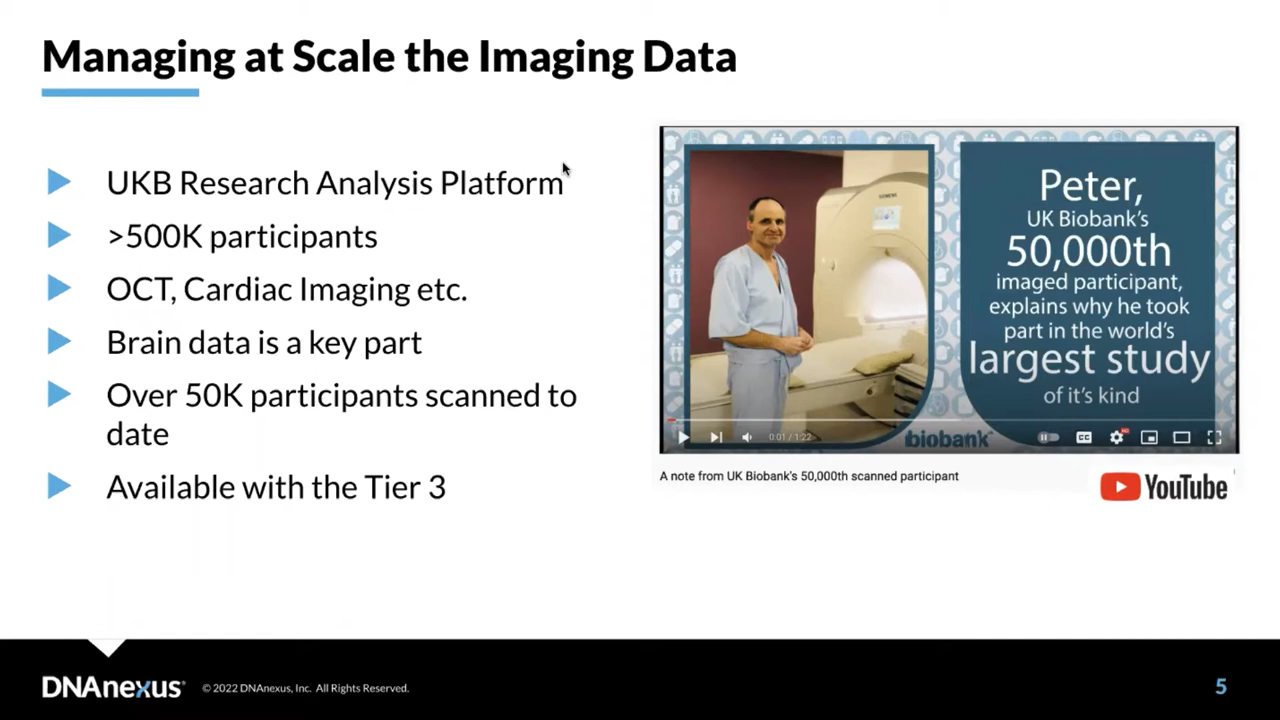 Managing at Scale the Imaging Data
UKB Research Analysis Platform
>500K participants
OCT, Cardiac Imaging etc.
Brain data is a key part
Over 50K participants scanned to
date
Available with the Tier 3
SIEMENS
Peter,
UK Biobank's
50,000th
imaged participant,
explains why he took
part in the world's
largest study
of it's kind
biobank
0:01 / 1:22
CC
HD
A note from UK Biobank's 50,000th scanned participant
YouTube
DNAnexus
© 2022 DNAnexus, Inc. All Rights Reserved.
5